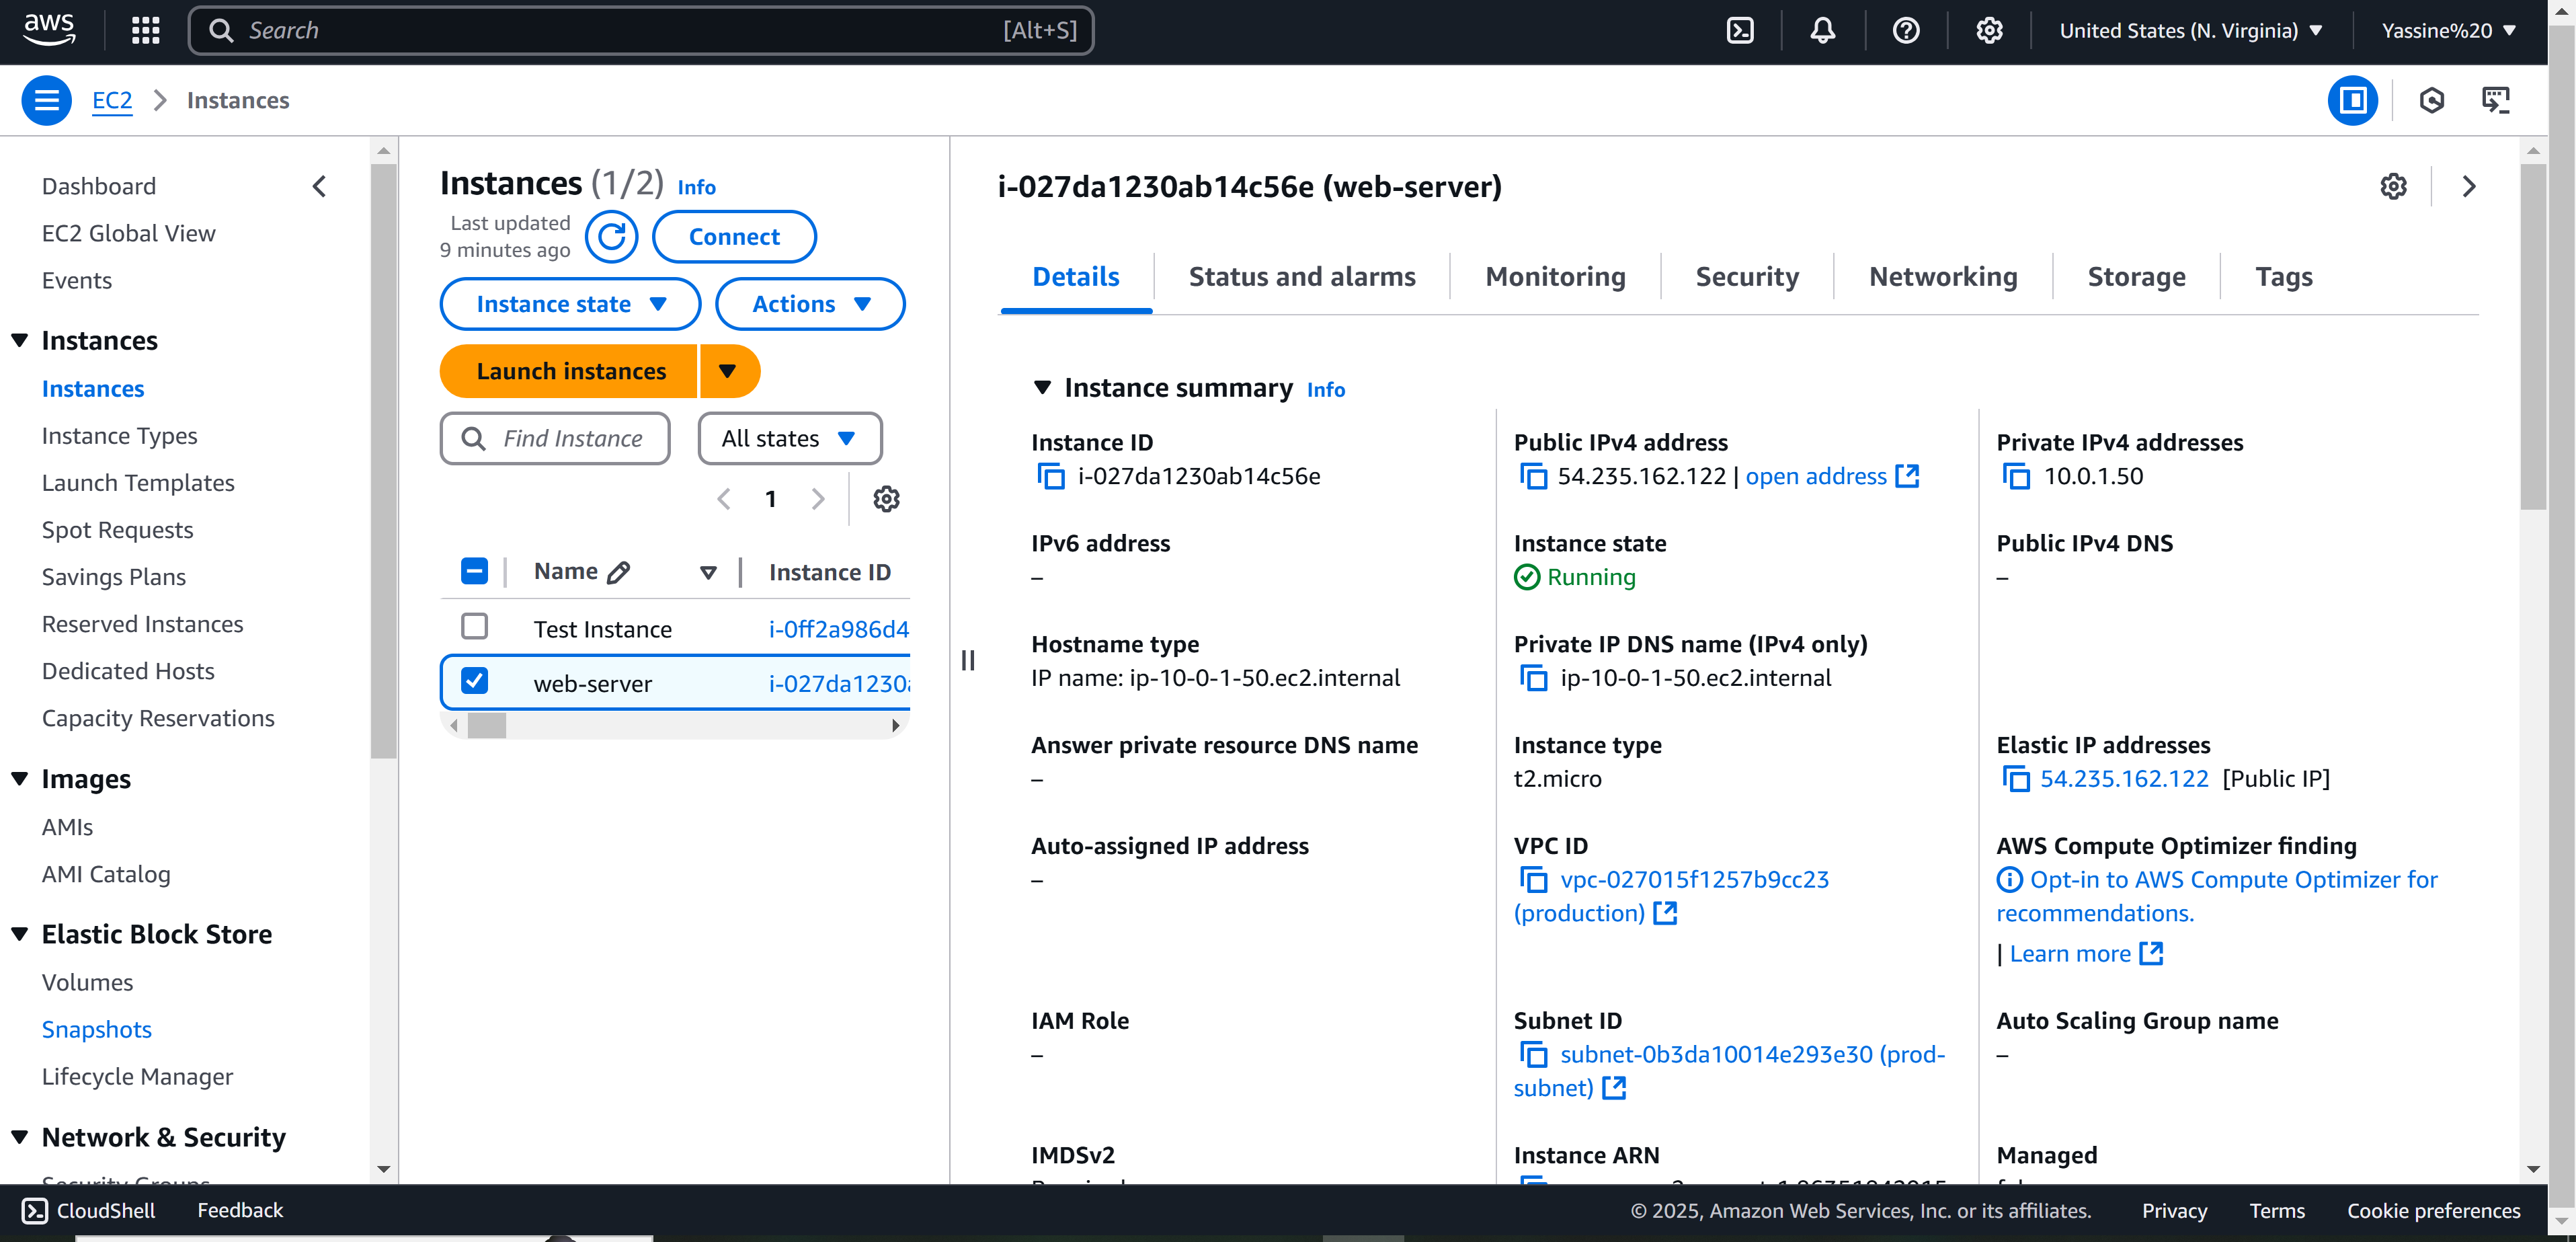 aws
Search [Alt+S]
United States (N. Virginia)
Yassine%20
EC2
Instances
Dashboard
EC2 Global View
Events
Instances
Instances
Instance Types
Launch Templates
Spot Requests
Savings Plans
Reserved Instances
Dedicated Hosts
Capacity Reservations
Images
AMIs
AMI Catalog
Elastic Block Store
Volumes
Snapshots
Lifecycle Manager
Network & Security
Security Groups
Instances (1/2) Info
Last updated
9 minutes ago
Connect
Instance state
Actions
Launch instances
Find Instance
All states
1
Name
Instance ID
Test Instance i-0ff2a986d4
web-server i-027da1230
i-027da1230ab14c56e (web-server)
Details
Status and alarms
Monitoring
Security
Networking
Storage
Tags
Instance summary Info
Instance ID
i-027da1230ab14c56e
Public IPv4 address
54.235.162.122 | open address
Private IPv4 addresses
10.0.1.50
IPv6 address
–
Instance state
Running
Public IPv4 DNS
–
Hostname type
IP name: ip-10-0-1-50.ec2.internal
Private IP DNS name (IPv4 only)
ip-10-0-1-50.ec2.internal
Answer private resource DNS name
–
Instance type
t2.micro
Elastic IP addresses
54.235.162.122 [Public IP]
Auto-assigned IP address
–
VPC ID
vpc-027015f1257b9cc23
(production)
AWS Compute Optimizer finding
Opt-in to AWS Compute Optimizer for
recommendations.
| Learn more
IAM Role
–
Subnet ID
subnet-0b3da10014e293e30 (prod-
subnet)
Auto Scaling Group name
–
IMDSv2
Instance ARN
Managed
CloudShell
Feedback
© 2025, Amazon Web Services, Inc. or its affiliates.
Privacy
Terms
Cookie preferences